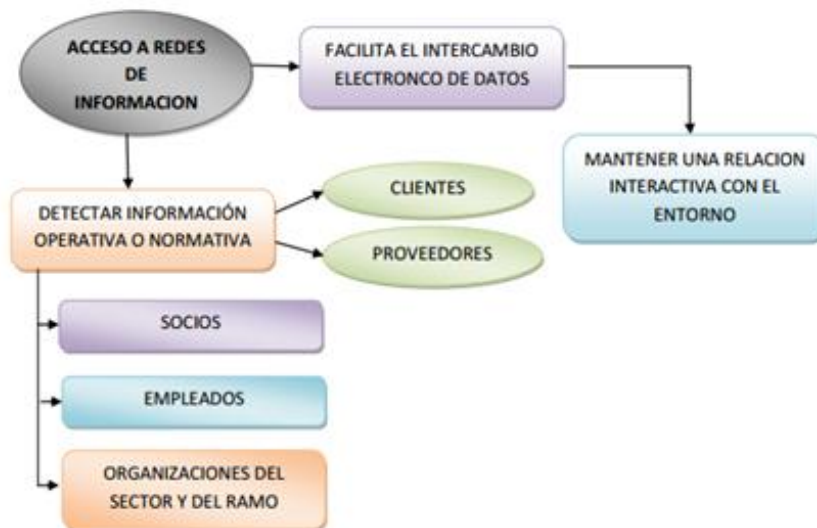 ACCESO A REDES
DE
INFORMACION
FACILITA EL INTERCAMBIO
ELECTRONCO DE DATOS
MANTENER UNA RELACION
INTERACTIVA CON EL
ENTORNO
DETECTAR INFORMACIÓN
OPERATIVA O NORMATIVA
CLIENTES
PROVEEDORES
SOCIOS
EMPLEADOS
ORGANIZACIONES DEL
SECTOR Y DEL RAMO